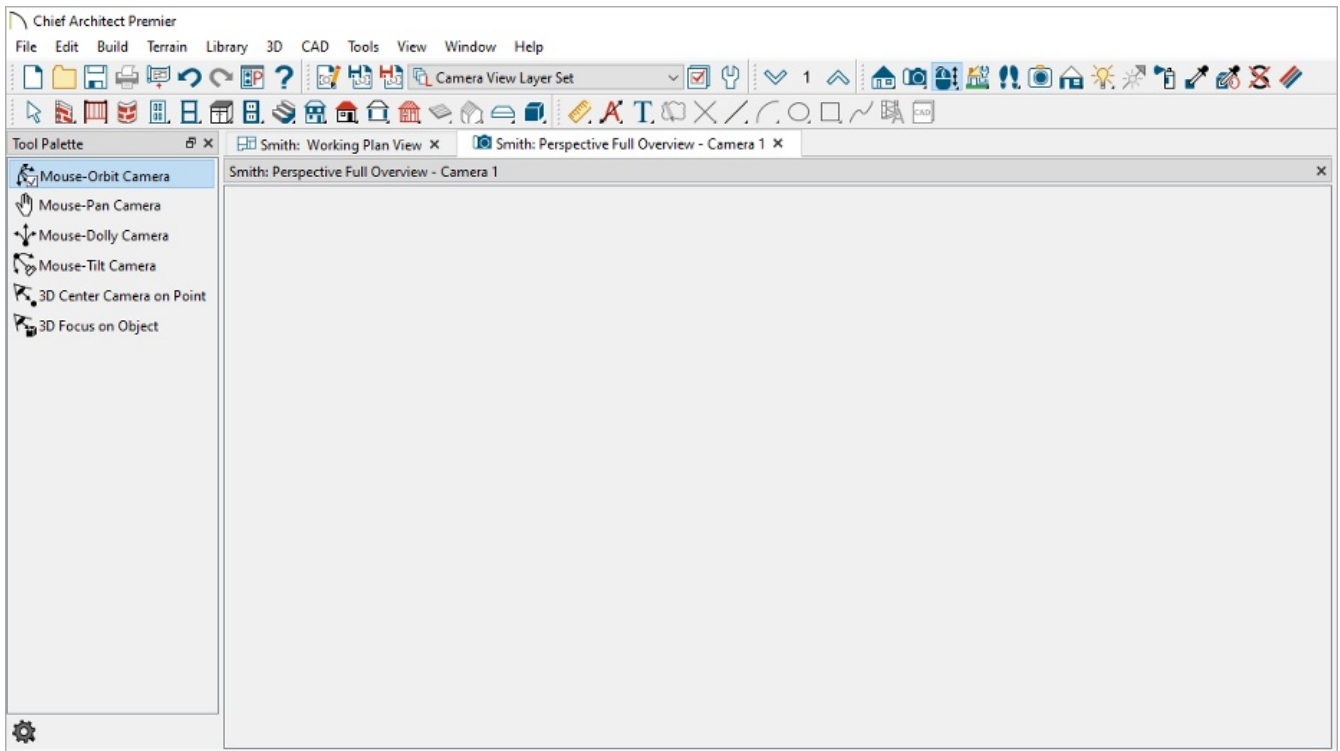 Chief Architect Premier
File Edit Build Terrain Library 3D CAD Tools View Window Help
Camera View Layer Set 1
Tool Palette
Smith: Working Plan View
Smith: Perspective Full Overview - Camera 1
Smith: Perspective Full Overview - Camera 1
Mouse-Orbit Camera
Mouse-Pan Camera
Mouse-Dolly Camera
Mouse-Tilt Camera
3D Center Camera on Point
3D Focus on Object